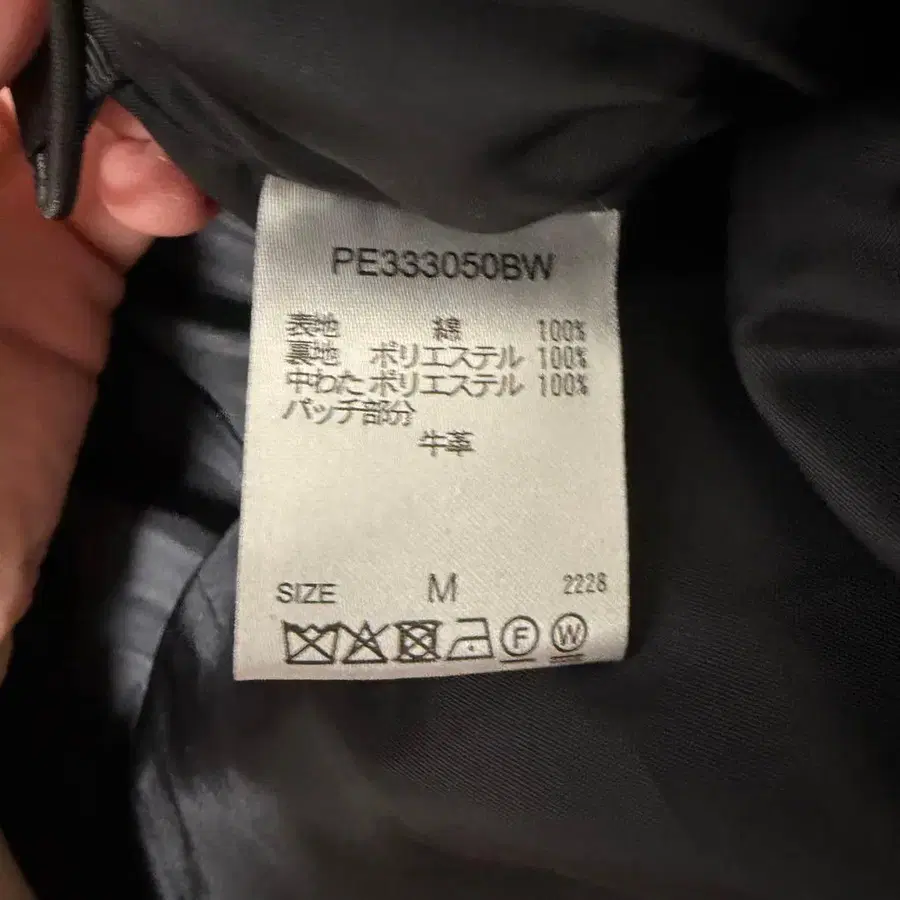 PE333050BW
表地 綿 100%
裏地 ポリエステル 100%
中わた ポリエステル 100%
パッチ部分
牛革
SIZE M 2228
F W